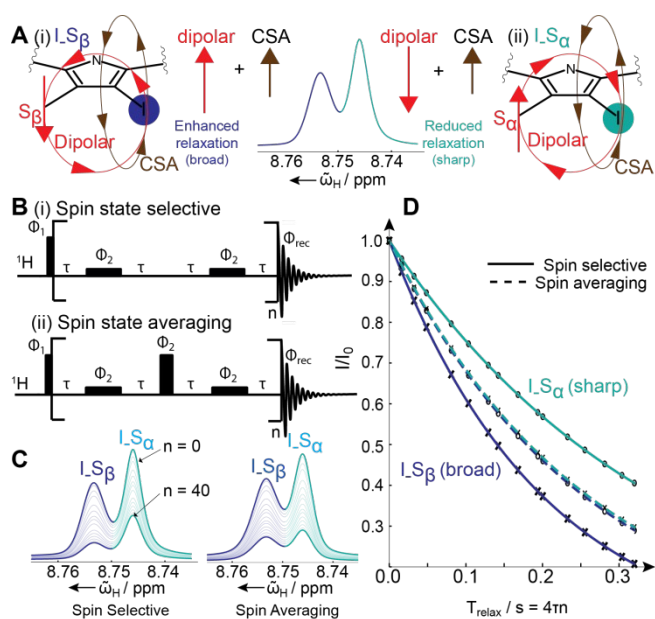 A (i) I_Sβ
dipolar
CSA
+
dipolar
CSA
+
(ii) I_Sα
N
I
Sβ
Dipolar
CSA
Enhanced
relaxation
(broad)
Reduced
relaxation
(sharp)
N
I
Sα
Dipolar
CSA
8.76 8.75 8.74
ω̃H / ppm
B (i) Spin state selective
Φ1
¹H
τ Φ2 τ τ Φ2 τ
n
Φrec
(ii) Spin state averaging
Φ1
¹H
τ Φ2 τ Φ2 τ Φ2 τ
n
Φrec
C
I_Sβ I_Sα
n = 0
n = 40
8.76 8.75 8.74
ω̃H / ppm
Spin Selective
I_Sβ I_Sα
8.76 8.75 8.74
ω̃H / ppm
Spin Averaging
D
Spin selective
Spin averaging
I/I0
1.0
0.9
0.8
0.7
0.6
0.5
0.4
0.3
I_Sα (sharp)
I_Sβ (broad)
0.0 0.1 0.2 0.3
Trelax / s = 4τn